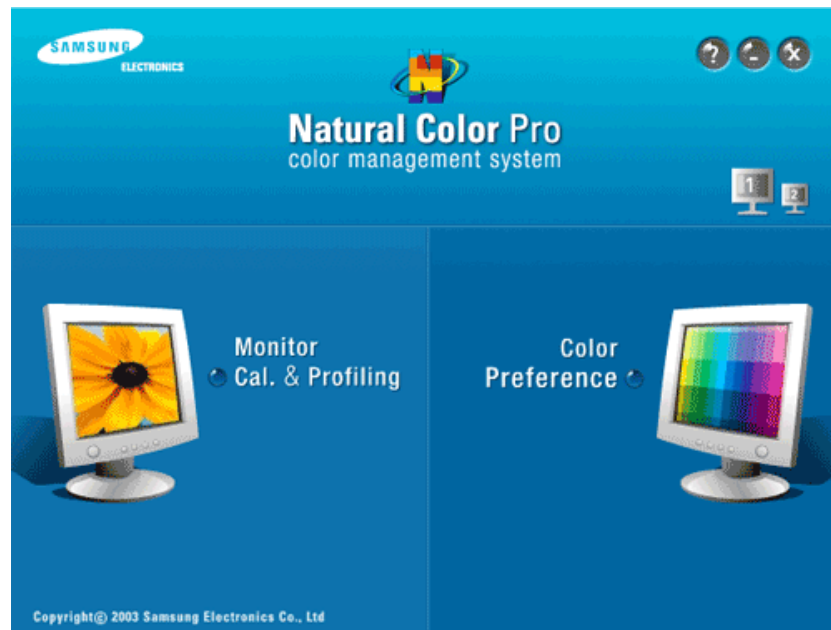 SAMSUNG
ELECTRONICS
?
-
x
N
Natural Color Pro
color management system
1
2
Monitor
Cal. & Profiling
Color
Preference
Copyright© 2003 Samsung Electronics Co., Ltd